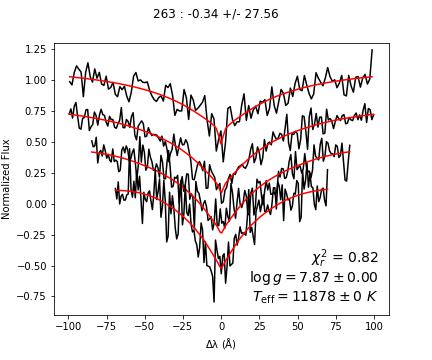 263 : -0.34 +/- 27.56
1.25
1.00
0.75
0.50
0.25
0.00
−0.25
−0.50
−0.75
Normalized Flux
χ²ᵣ = 0.82
log g = 7.87 ± 0.00
T_eff = 11878 ± 0 K
−100 −75 −50 −25 0 25 50 75 100
Δλ (Å)